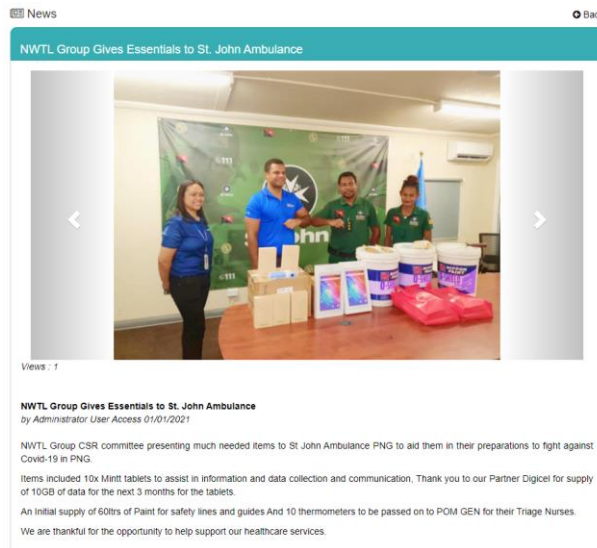 News
Bac
NWTL Group Gives Essentials to St. John Ambulance
111
111
Views : 1
NWTL Group Gives Essentials to St. John Ambulance
by Administrator User Access 01/01/2021
NWTL Group CSR committee presenting much needed items to St John Ambulance PNG to aid them in their preparations to fight against
Covid-19 in PNG.
Items included 10x Mintt tablets to assist in information and data collection and communication, Thank you to our Partner Digicel for supply
of 10GB of data for the next 3 months for the tablets.
An Initial supply of 60ltrs of Paint for safety lines and guides And 10 thermometers to be passed on to POM GEN for their Triage Nurses.
We are thankful for the opportunity to help support our healthcare services.